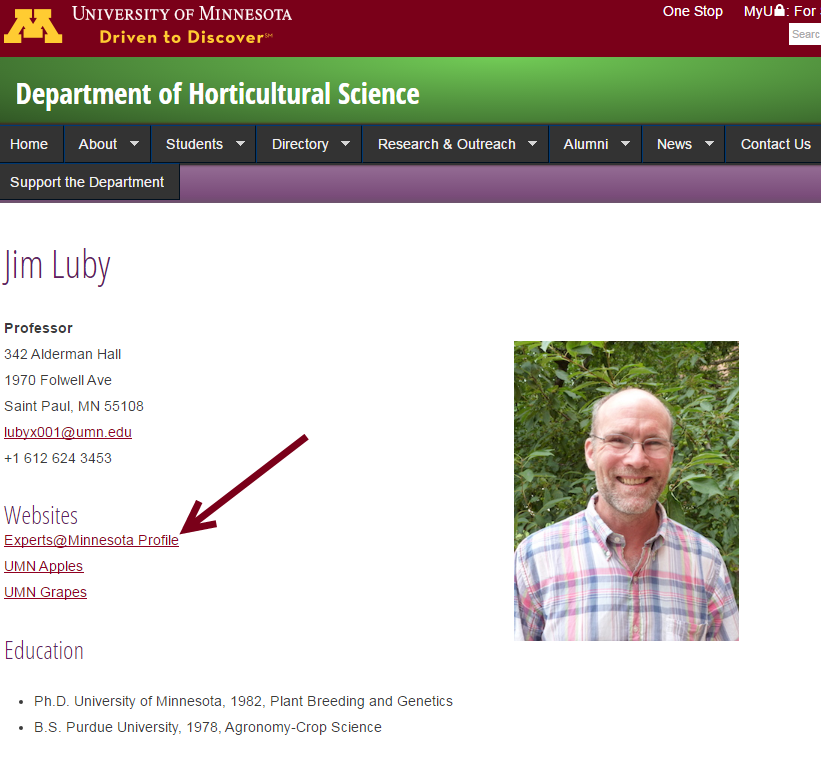 UNIVERSITY OF MINNESOTA
Driven to Discover℠
One Stop
MyU: For
Searc
Department of Horticultural Science
Home
About
Students
Directory
Research & Outreach
Alumni
News
Contact Us
Support the Department
Jim Luby
Professor
342 Alderman Hall
1970 Folwell Ave
Saint Paul, MN 55108
lubyx001@umn.edu
+1 612 624 3453
Websites
Experts@Minnesota Profile
UMN Apples
UMN Grapes
Education
• Ph.D. University of Minnesota, 1982, Plant Breeding and Genetics
• B.S. Purdue University, 1978, Agronomy-Crop Science